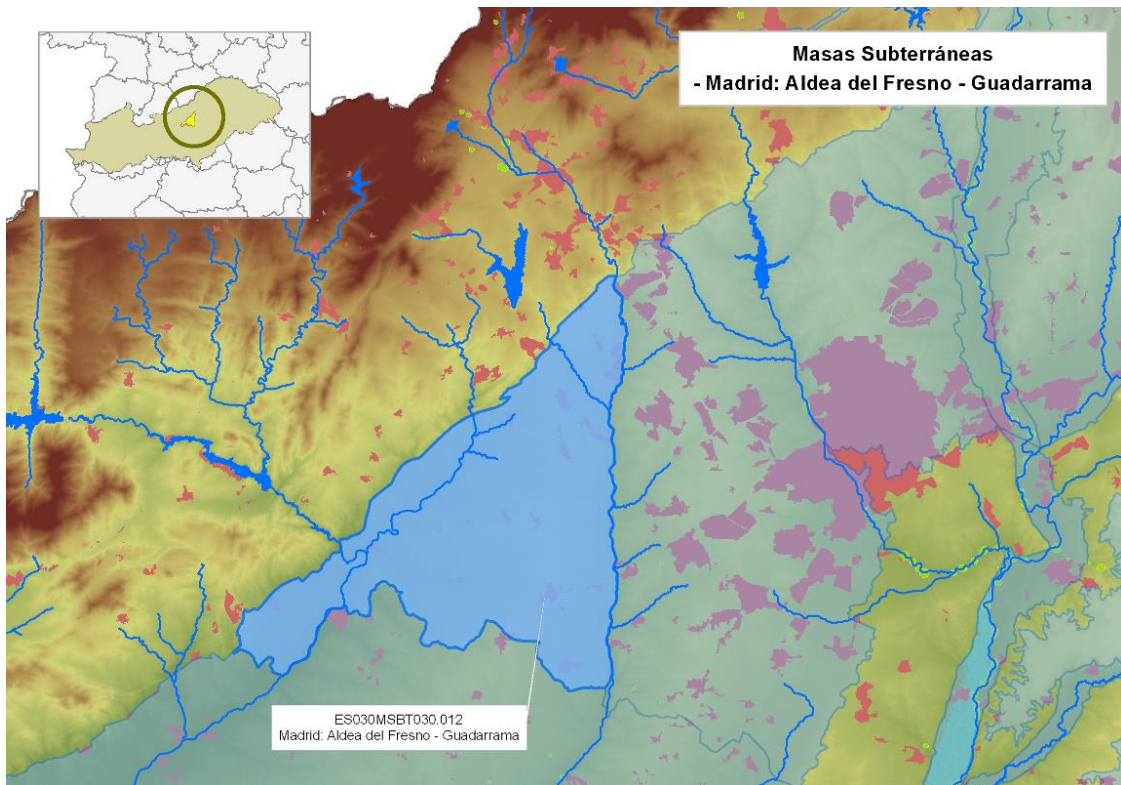 Masas Subterráneas
- Madrid: Aldea del Fresno - Guadarrama
ES030MSBT030.012
Madrid: Aldea del Fresno - Guadarrama